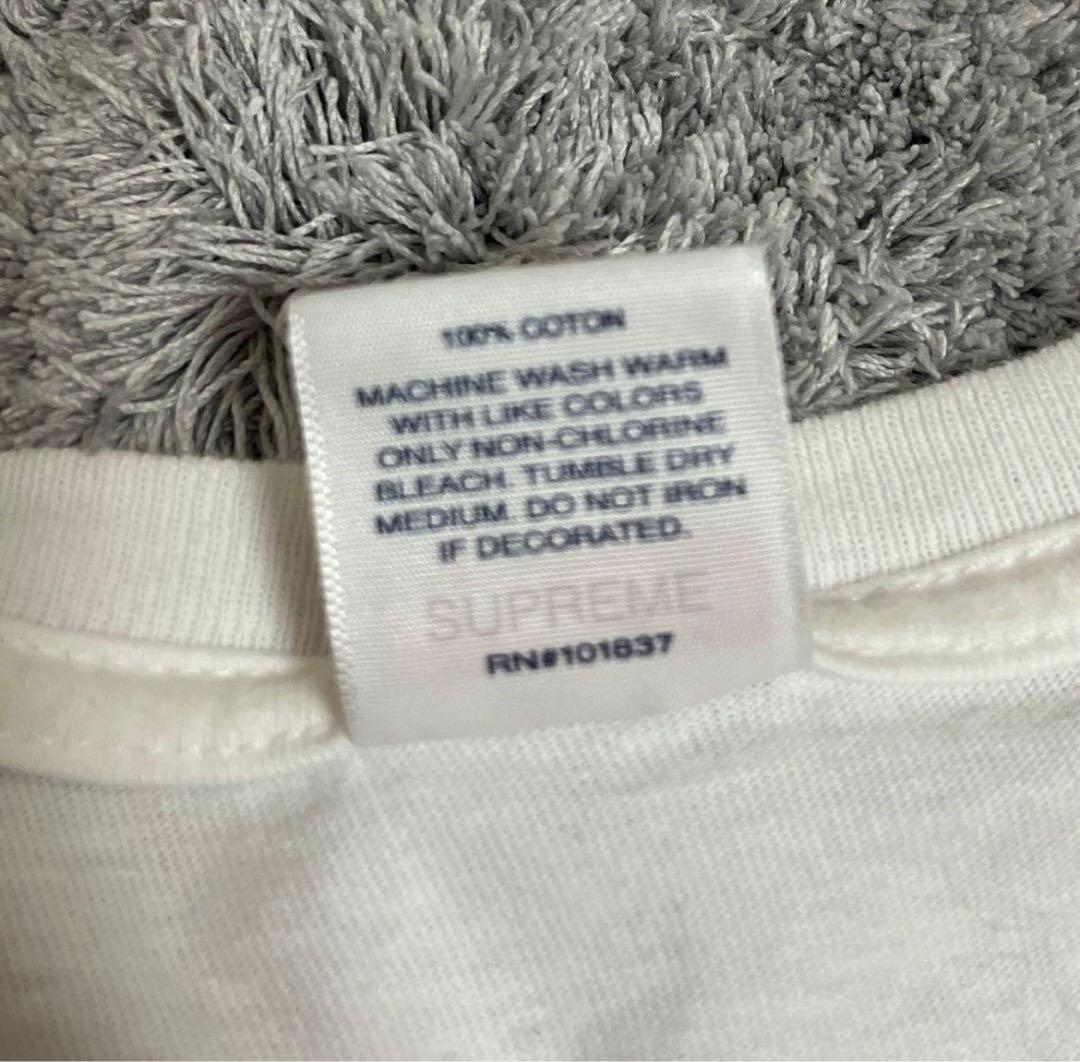 100% COTON
MACHINE WASH WARM
WITH LIKE COLORS
ONLY NON-CHLORINE
BLEACH. TUMBLE DRY
MEDIUM. DO NOT IRON
IF DECORATED.
SUPREME
RN#101837